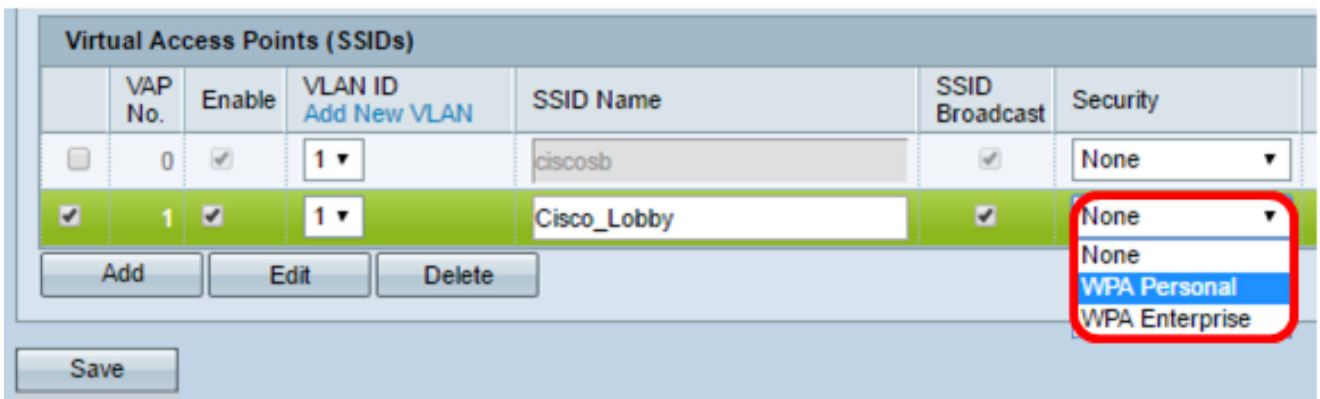 Virtual Access Points (SSIDs)
VAP No. Enable VLAN ID Add New VLAN SSID Name SSID Broadcast Security
0 1 ciscosb None
1 1 Cisco_Lobby None
None
WPA Personal
WPA Enterprise
Add Edit Delete
Save